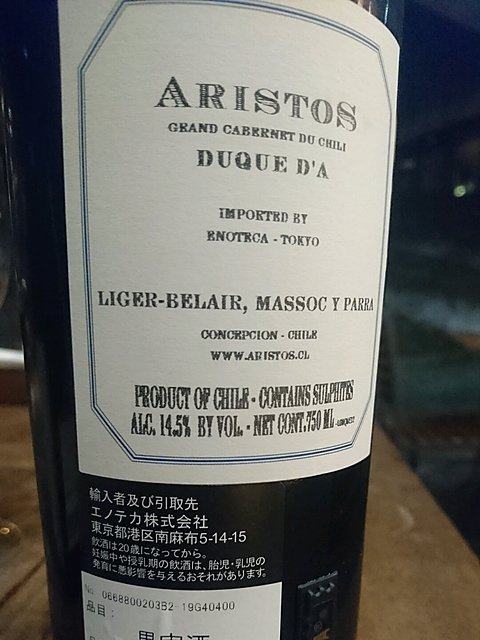 ARISTOS
GRAND CABERNET DU CHILI
DUQUE D'A
IMPORTED BY
ENOTECA - TOKYO
LIGER-BELAIR, MASSOC Y PARRA
CONCEPCION - CHILE
WWW.ARISTOS.CL
PRODUCT OF CHILE - CONTAINS SULPHITES
ALC. 14.5% BY VOL. - NET CONT. 750 ML
輸入者及び引取先
エノテカ株式会社
東京都港区南麻布5-14-15
飲酒は20歳になってから。
妊娠中や授乳期の飲酒は、胎児・乳児の
発育に悪影響を与えるおそれがあります。
No 0668800203B2-19G40400
品目: